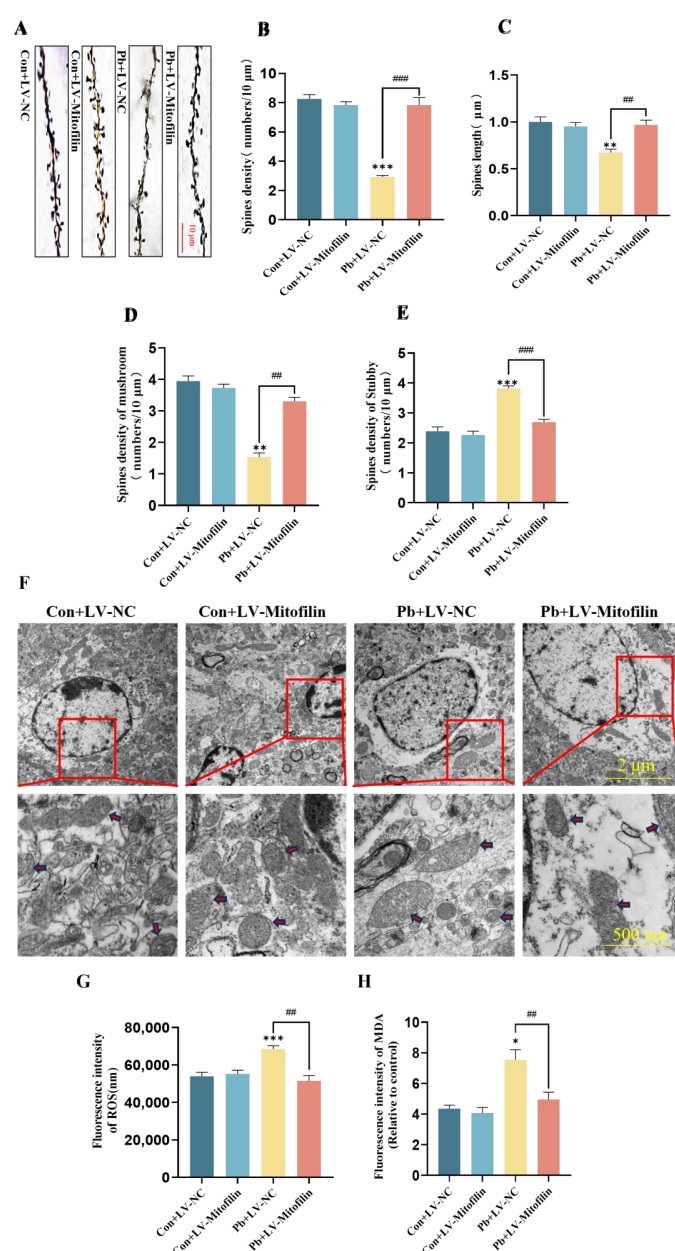 A
Con+LV-NC
Con+LV-Mitofilin
Pb+LV-NC
Pb+LV-Mitofilin
10 μm
B
Spines density( numbers/10 μm)
10
8
6
4
2
0
***
###
Con+LV-NC
Con+LV-Mitofilin
Pb+LV-NC
Pb+LV-Mitofilin
C
Spines length( μm)
1.5
1.0
0.5
0.0
**
##
Con+LV-NC
Con+LV-Mitofilin
Pb+LV-NC
Pb+LV-Mitofilin
D
Spines density of mushroom
( numbers/10 μm)
5
4
3
2
1
0
**
##
Con+LV-NC
Con+LV-Mitofilin
Pb+LV-NC
Pb+LV-Mitofilin
E
Spines density of Stubby
( numbers/10 μm)
5
4
3
2
1
0
***
###
Con+LV-NC
Con+LV-Mitofilin
Pb+LV-NC
Pb+LV-Mitofilin
F
Con+LV-NC
Con+LV-Mitofilin
Pb+LV-NC
Pb+LV-Mitofilin
2 μm
500 nm
G
Fluorescence intensity
of ROS(nm)
80,000
60,000
40,000
20,000
0
***
##
Con+LV-NC
Con+LV-Mitofilin
Pb+LV-NC
Pb+LV-Mitofilin
H
Fluorescence intensity of MDA
(Relative to control)
10
8
6
4
2
0
*
##
Con+LV-NC
Con+LV-Mitofilin
Pb+LV-NC
Pb+LV-Mitofilin